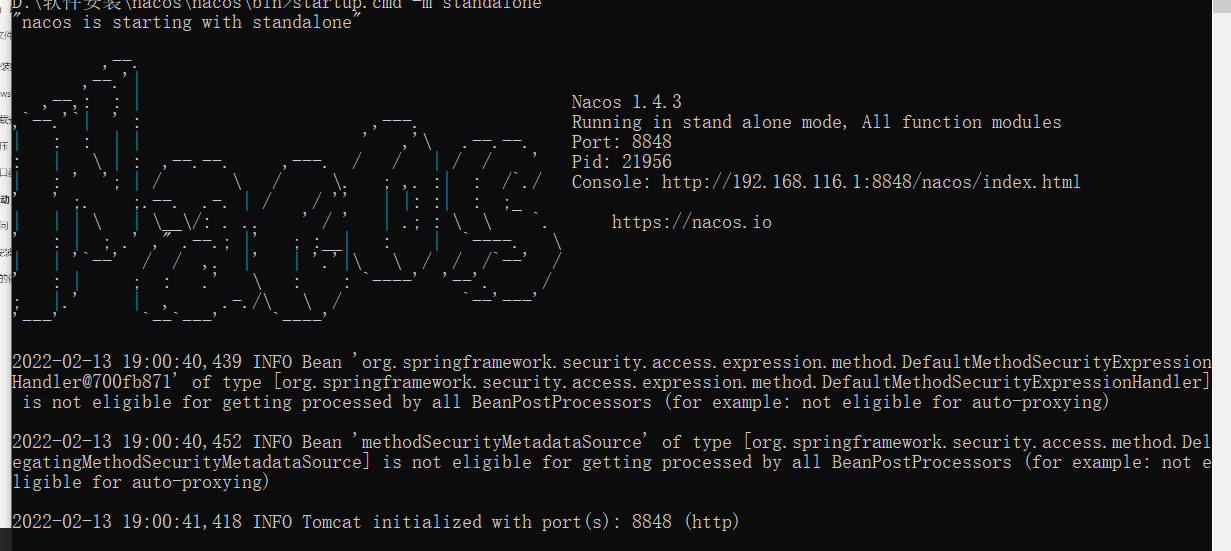 D:\软件安装\nacos\nacos\bin>startup.cmd -m standalone
"nacos is starting with standalone"
Nacos 1.4.3
Running in stand alone mode, All function modules
Port: 8848
Pid: 21956
Console: http://192.168.116.1:8848/nacos/index.html
https://nacos.io
2022-02-13 19:00:40,439 INFO Bean 'org.springframework.security.access.expression.method.DefaultMethodSecurityExpression
Handler@700fb871' of type [org.springframework.security.access.expression.method.DefaultMethodSecurityExpressionHandler]
is not eligible for getting processed by all BeanPostProcessors (for example: not eligible for auto-proxying)
2022-02-13 19:00:40,452 INFO Bean 'methodSecurityMetadataSource' of type [org.springframework.security.access.method.Del
egatingMethodSecurityMetadataSource] is not eligible for getting processed by all BeanPostProcessors (for example: not e
ligible for auto-proxying)
2022-02-13 19:00:41,418 INFO Tomcat initialized with port(s): 8848 (http)